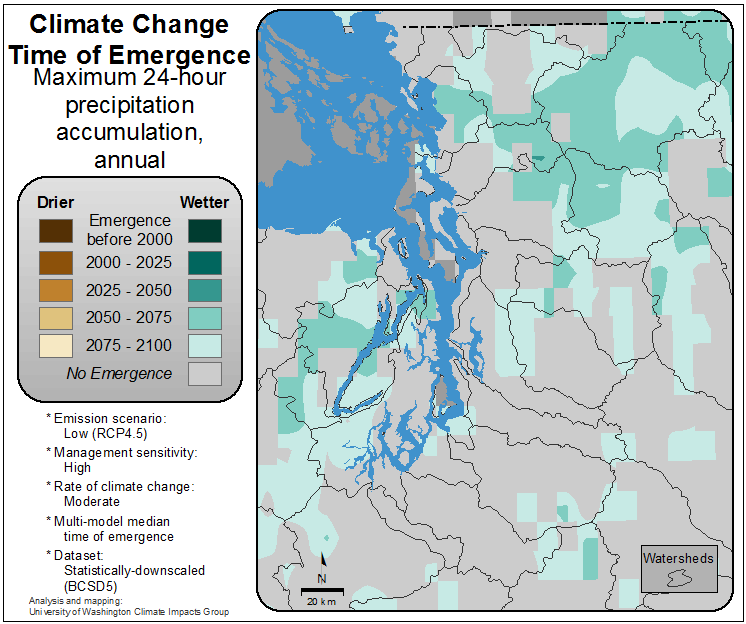 Climate Change
Time of Emergence
Maximum 24-hour
precipitation
accumulation,
annual
Drier Wetter
Emergence
before 2000
2000 - 2025
2025 - 2050
2050 - 2075
2075 - 2100
No Emergence
* Emission scenario:
Low (RCP4.5)
* Management sensitivity:
High
* Rate of climate change:
Moderate
* Multi-model median
time of emergence
* Dataset:
Statistically-downscaled
(BCSD5)
Analysis and mapping:
University of Washington Climate Impacts Group
N
20 km
Watersheds